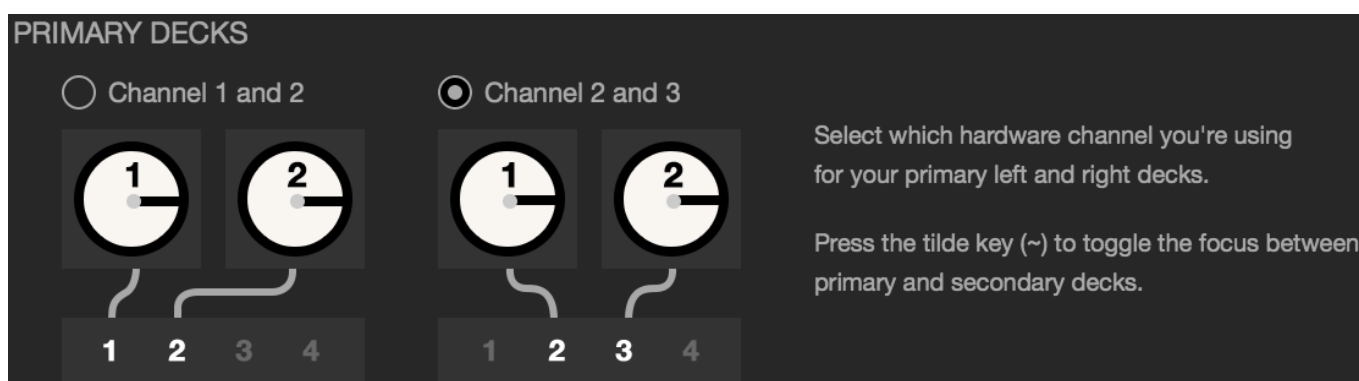 PRIMARY DECKS
Channel 1 and 2
Channel 2 and 3
1 2
1 2
1 2 3 4
1 2 3 4
Select which hardware channel you're using
for your primary left and right decks.
Press the tilde key (~) to toggle the focus between
primary and secondary decks.